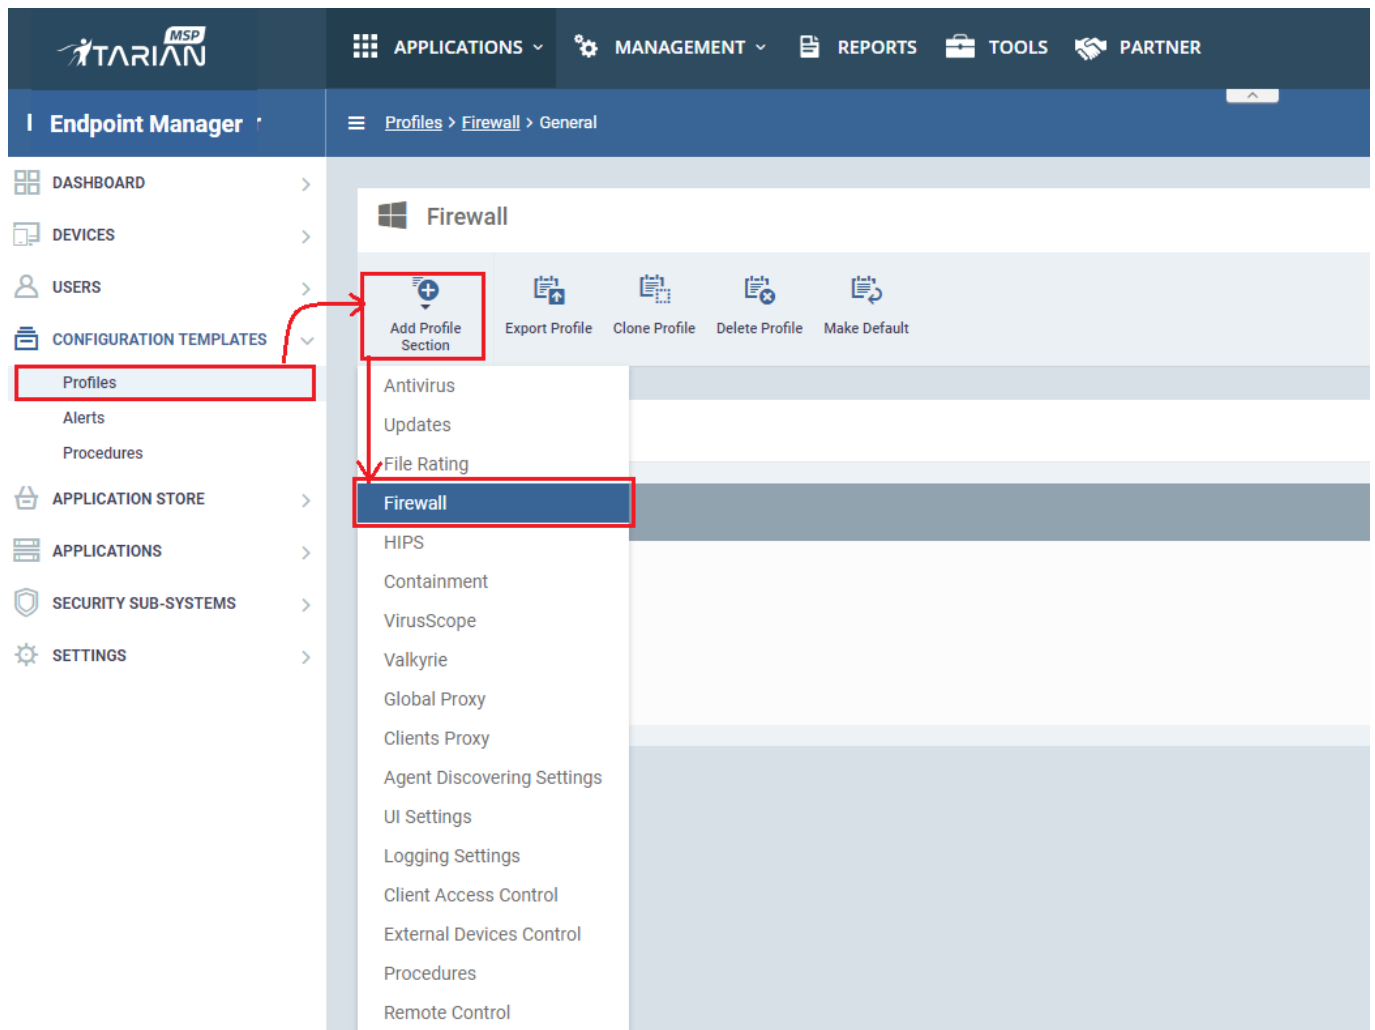 MSP
ITARIAN
APPLICATIONS
MANAGEMENT
REPORTS
TOOLS
PARTNER
Endpoint Manager
Profiles > Firewall > General
DASHBOARD
DEVICES
USERS
CONFIGURATION TEMPLATES
Profiles
Alerts
Procedures
APPLICATION STORE
APPLICATIONS
SECURITY SUB-SYSTEMS
SETTINGS
Firewall
Add Profile
Section
Export Profile
Clone Profile
Delete Profile
Make Default
Antivirus
Updates
File Rating
Firewall
HIPS
Containment
VirusScope
Valkyrie
Global Proxy
Clients Proxy
Agent Discovering Settings
UI Settings
Logging Settings
Client Access Control
External Devices Control
Procedures
Remote Control